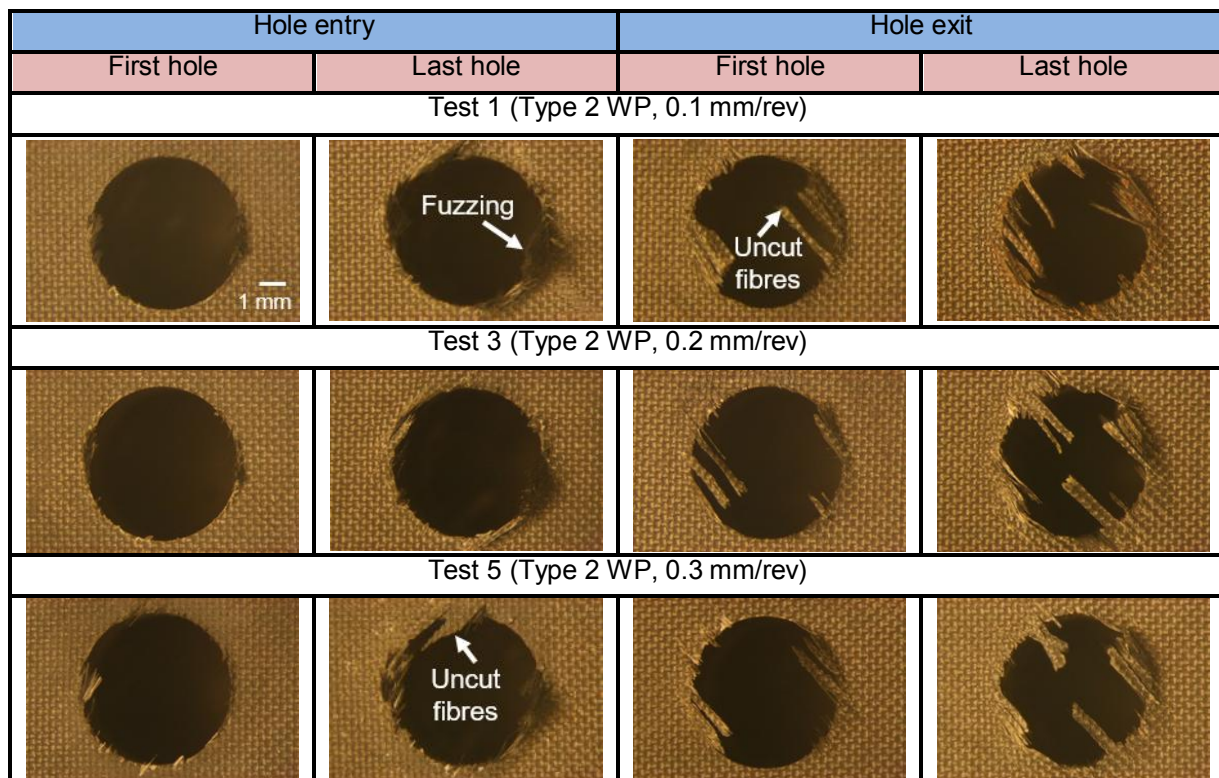 Hole entry
Hole exit
First hole
Last hole
First hole
Last hole
Test 1 (Type 2 WP, 0.1 mm/rev)
1 mm
Fuzzing
Uncut
fibres
Test 3 (Type 2 WP, 0.2 mm/rev)
Test 5 (Type 2 WP, 0.3 mm/rev)
Uncut
fibres